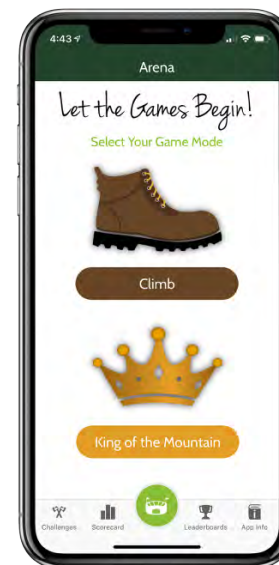 4:43
Arena
Let the Games Begin!
Select Your Game Mode
Climb
King of the Mountain
Challenges
Scorecard
Leaderboards
App Info